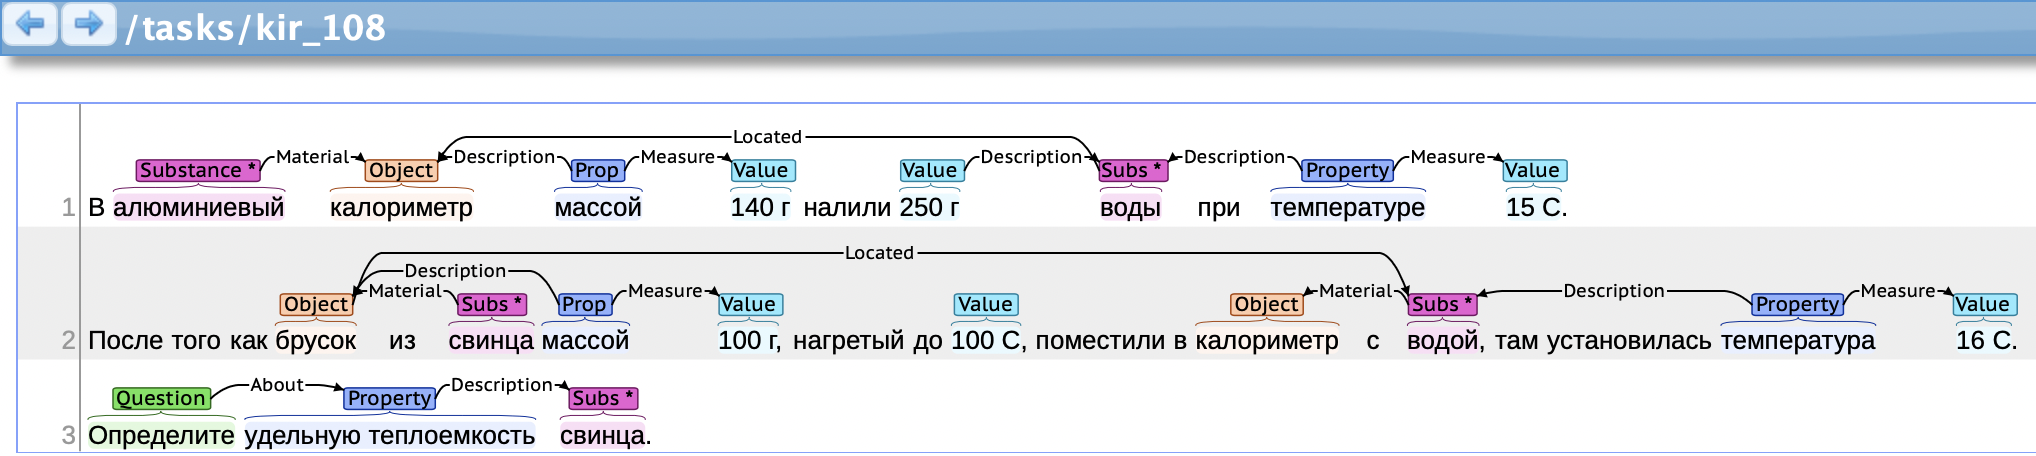 /tasks/kir_108
Located
Material Description Measure Description Description Measure
Substance * Object Prop Value Value Subs * Property Value
1 В алюминиевый калориметр массой 140 г налили 250 г воды при температуре 15 С.
Located
Description
Material Measure Material Description Measure
Object Subs * Prop Value Value Object Subs * Property Value
2 После того как брусок из свинца массой 100 г, нагретый до 100 С, поместили в калориметр с водой, там установилась температура 16 С.
About Description
Question Property Subs *
3 Определите удельную теплоемкость свинца.